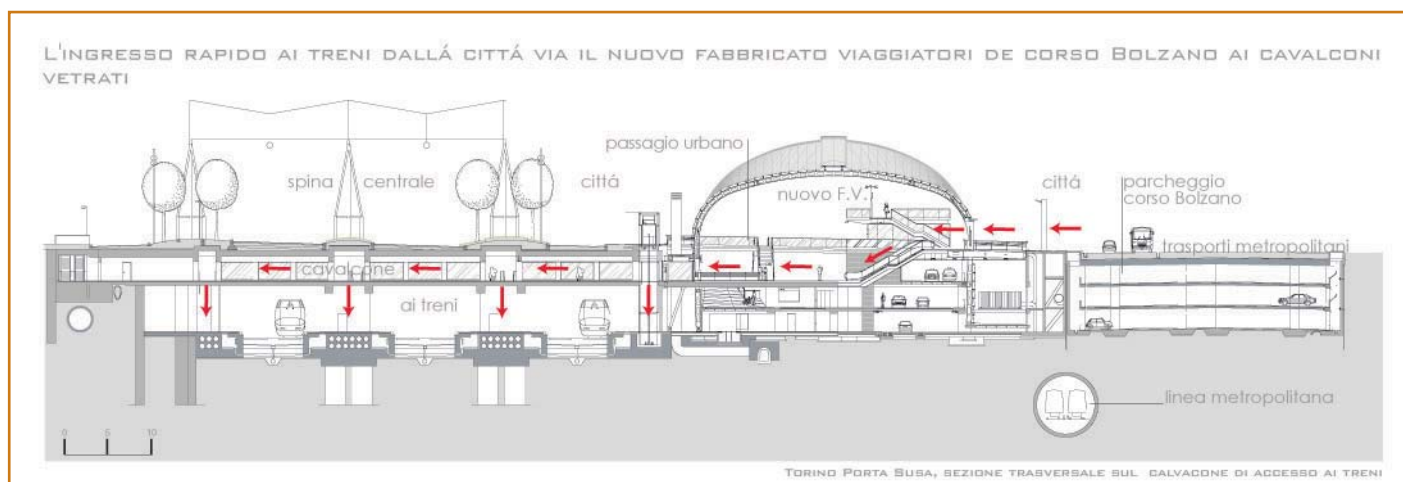 L'INGRESSO RAPIDO AI TRENI DALLÁ CITTÁ VIA IL NUOVO FABBRICATO VIAGGIATORI DE CORSO BOLZANO AI CAVALCONI
VETRATI
passagio urbano
spina centrale
cittá
nuovo F.V.
cittá
parcheggio
corso Bolzano
trasporti metropolitani
cavalcone
ai treni
linea metropolitana
0 5 10
TORINO PORTA SUSA, SEZIONE TRASVERSALE SUL CALVACONE DI ACCESSO AI TRENI